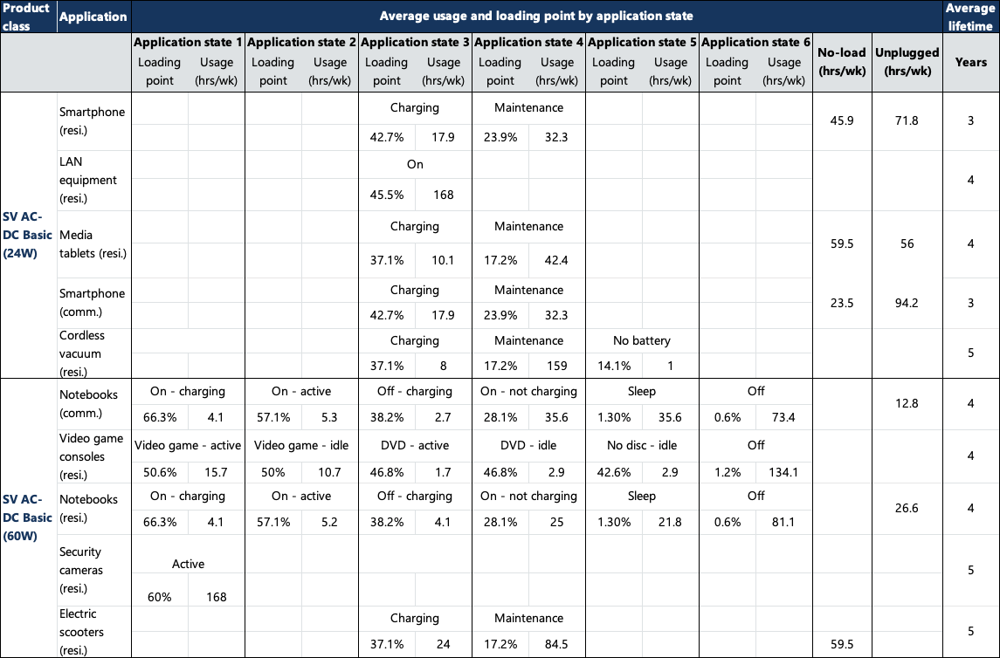 Product class Application Average usage and loading point by application state Average lifetime
Application state 1 Application state 2 Application state 3 Application state 4 Application state 5 Application state 6 No-load (hrs/wk) Unplugged (hrs/wk) Years
Loading point Usage (hrs/wk) Loading point Usage (hrs/wk) Loading point Usage (hrs/wk) Loading point Usage (hrs/wk) Loading point Usage (hrs/wk) Loading point Usage (hrs/wk)
SV AC-DC Basic (24W)
Smartphone (resi.) Charging Maintenance 45.9 71.8 3
42.7% 17.9 23.9% 32.3
LAN equipment (resi.) On 4
45.5% 168
Media tablets (resi.) Charging Maintenance 59.5 56 4
37.1% 10.1 17.2% 42.4
Smartphone (comm.) Charging Maintenance 23.5 94.2 3
42.7% 17.9 23.9% 32.3
Cordless vacuum (resi.) Charging Maintenance No battery 5
37.1% 8 17.2% 159 14.1% 1
SV AC-DC Basic (60W)
Notebooks (comm.) On - charging On - active Off - charging On - not charging Sleep Off 12.8 4
66.3% 4.1 57.1% 5.3 38.2% 2.7 28.1% 35.6 1.30% 35.6 0.6% 73.4
Video game consoles (resi.) Video game - active Video game - idle DVD - active DVD - idle No disc - idle Off 4
50.6% 15.7 50% 10.7 46.8% 1.7 46.8% 2.9 42.6% 2.9 1.2% 134.1
Notebooks (resi.) On - charging On - active Off - charging On - not charging Sleep Off 26.6 4
66.3% 4.1 57.1% 5.2 38.2% 4.1 28.1% 25 1.30% 21.8 0.6% 81.1
Security cameras (resi.) Active 5
60% 168
Electric scooters (resi.) Charging Maintenance 5
37.1% 24 17.2% 84.5 59.5